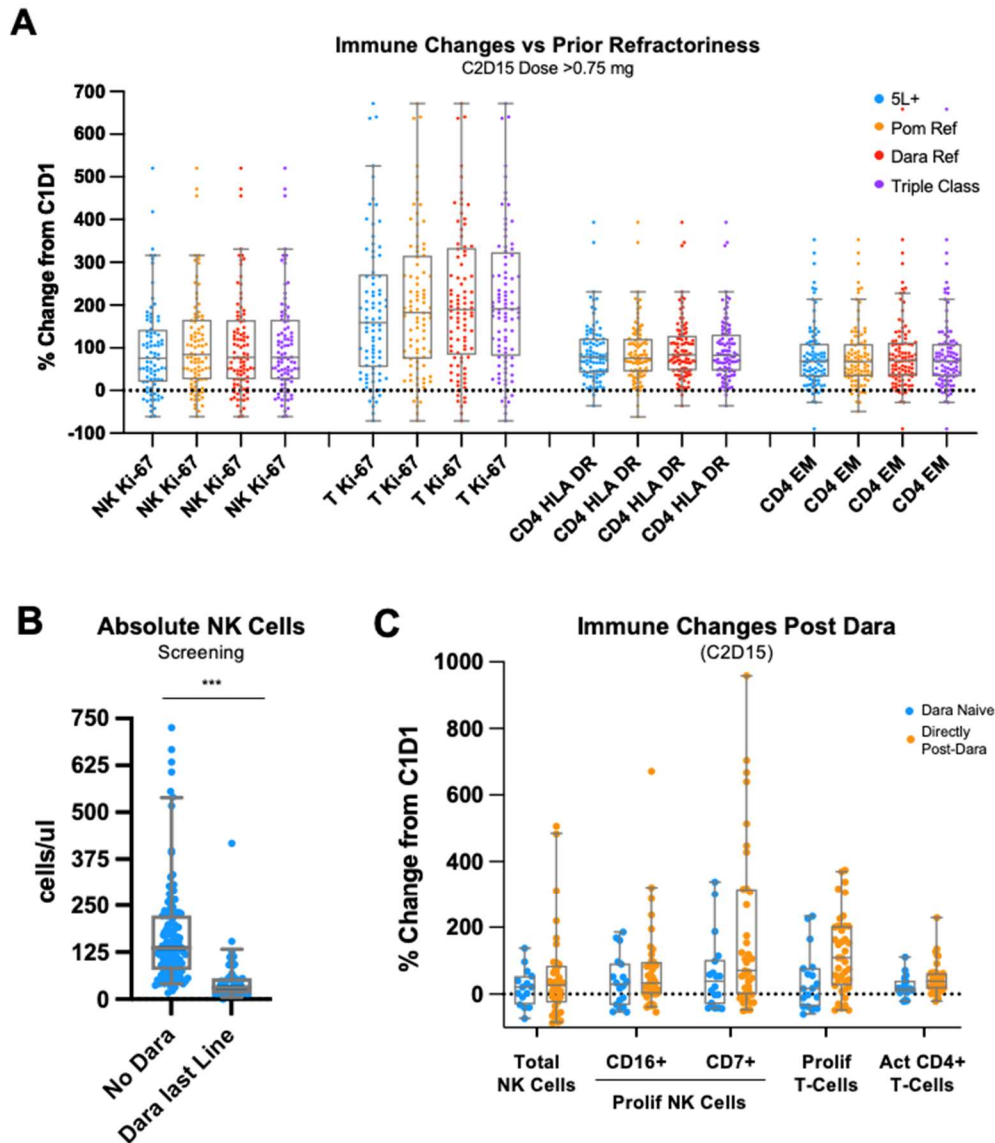 A
Immune Changes vs Prior Refractoriness
C2D15 Dose >0.75 mg
% Change from C1D1
700
600
500
400
300
200
100
0
-100
5L+
Pom Ref
Dara Ref
Triple Class
NK Ki-67
NK Ki-67
NK Ki-67
NK Ki-67
T Ki-67
T Ki-67
T Ki-67
T Ki-67
CD4 HLA DR
CD4 HLA DR
CD4 HLA DR
CD4 HLA DR
CD4 EM
CD4 EM
CD4 EM
CD4 EM
B
Absolute NK Cells
Screening
***
cells/ul
750
625
500
375
250
125
0
No Dara
Dara last Line
C
Immune Changes Post Dara
(C2D15)
% Change from C1D1
1000
800
600
400
200
0
Dara Naive
Directly
Post-Dara
Total
NK Cells
CD16+
CD7+
Prolif NK Cells
Prolif
T-Cells
Act CD4+
T-Cells